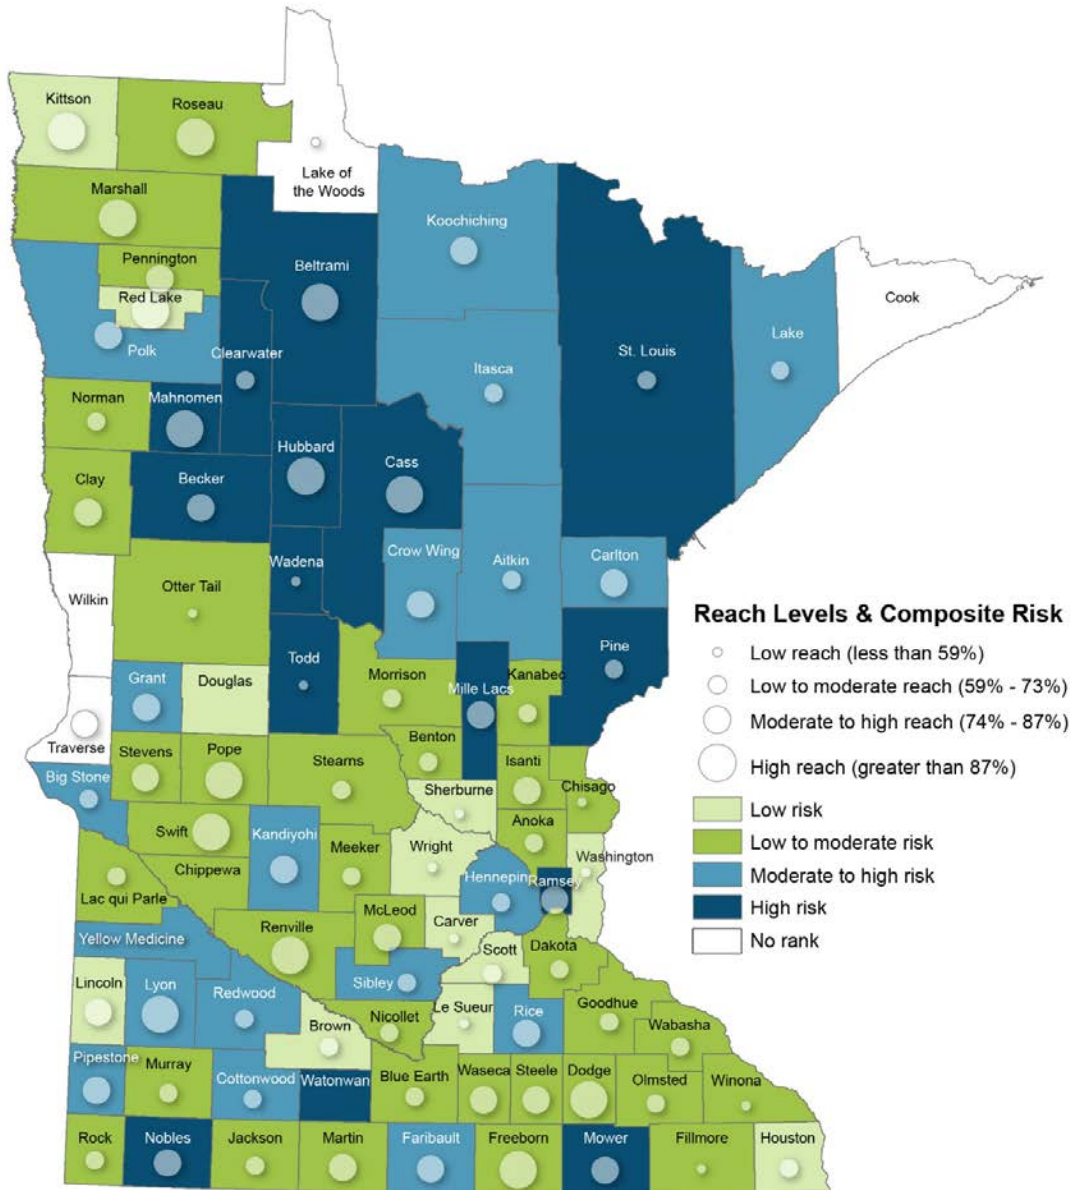 Kittson
Roseau
Lake of
the Woods
Marshall
Koochiching
Pennington
Beltrami
Red Lake
Cook
Polk
Clearwater
St. Louis
Lake
Itasca
Norman
Mahnomen
Hubbard
Cass
Clay
Becker
Crow Wing
Aitkin
Carlton
Wadena
Otter Tail
Wilkin
Reach Levels & Composite Risk
Low reach (less than 59%)
Low to moderate reach (59% - 73%)
Moderate to high reach (74% - 87%)
High reach (greater than 87%)
Low risk
Low to moderate risk
Moderate to high risk
High risk
No rank
Pine
Todd
Grant
Douglas
Morrison
Mille Lacs
Kanabec
Traverse
Stevens
Pope
Benton
Stearns
Isanti
Big Stone
Sherburne
Chisago
Swift
Kandiyohi
Anoka
Meeker
Wright
Washington
Chippewa
Hennepin
Ramsey
Lac qui Parle
McLeod
Carver
Renville
Yellow Medicine
Scott
Dakota
Lincoln
Lyon
Redwood
Sibley
Nicollet
Le Sueur
Rice
Goodhue
Brown
Wabasha
Pipestone
Murray
Cottonwood
Watonwan
Blue Earth
Waseca
Steele
Dodge
Olmsted
Winona
Rock
Nobles
Jackson
Martin
Faribault
Freeborn
Mower
Fillmore
Houston